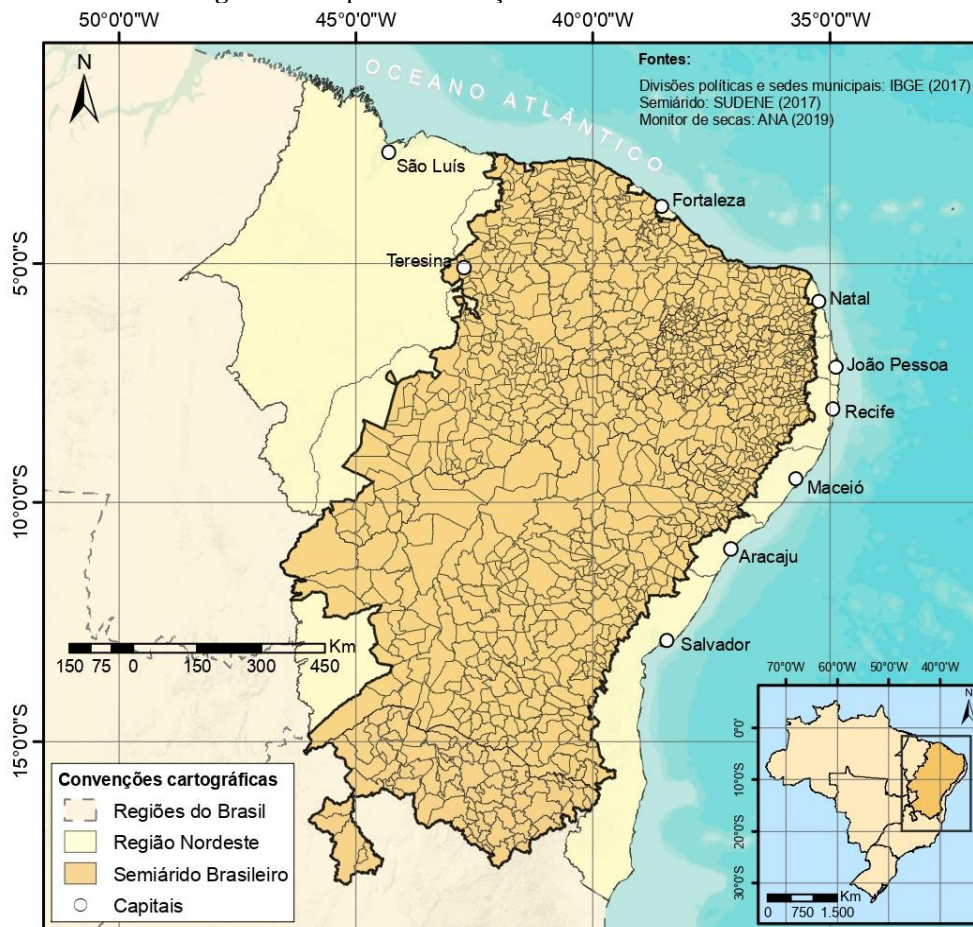 50°0'0"W 45°0'0"W 40°0'0"W 35°0'0"W
N
OCEANO ATLÂNTICO
Fontes:
Divisões políticas e sedes municipais: IBGE (2017)
Semiárido: SUDENE (2017)
Monitor de secas: ANA (2019)
São Luís
Fortaleza
Teresina
5°0'0"S
Natal
João Pessoa
Recife
Maceió
10°0'0"S
Aracaju
Salvador
Km
150 75 0 150 300 450
15°0'0"S
Convenções cartográficas
Regiões do Brasil
Região Nordeste
Semiárido Brasileiro
Capitais
70°0'W 60°0'W 50°0'W 40°0'W
N
0°0'
10°0'S
20°0'S
30°0'S
Km
0 750 1.500